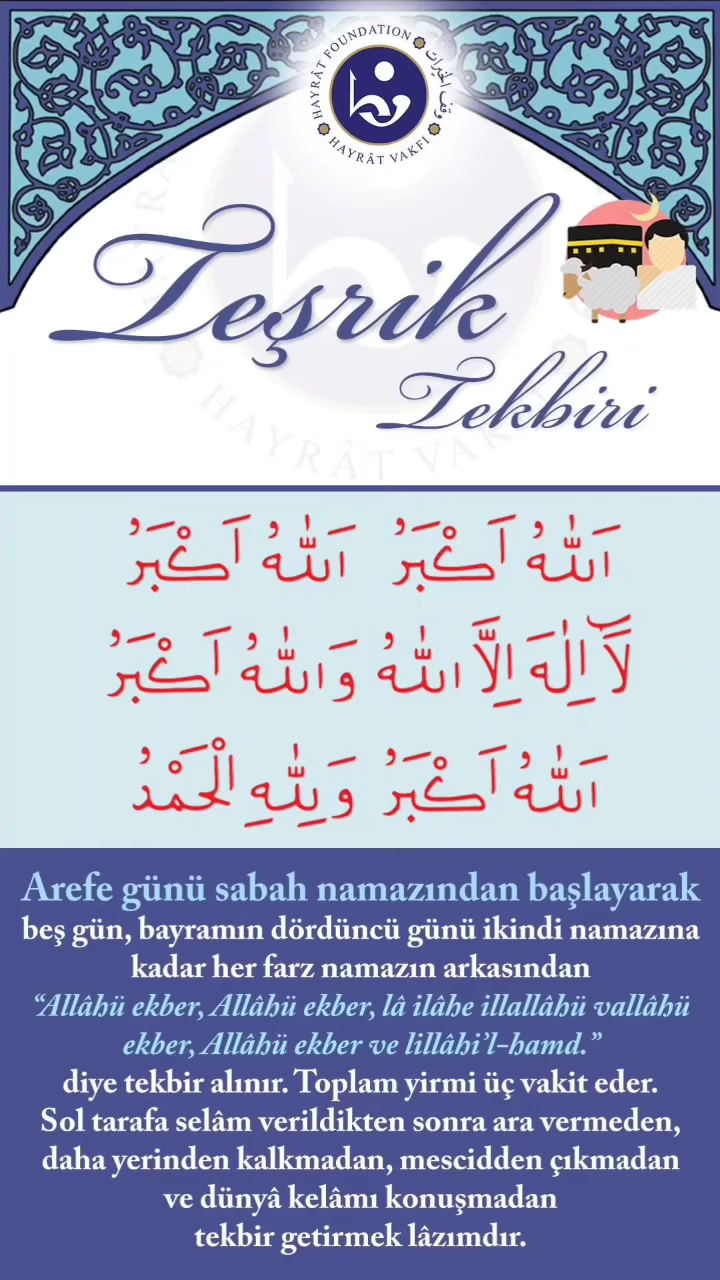 HAYRÂT FOUNDATION
وقف الخيرات
HAYRÂT VAKFI
Teşrik
Tekbiri
اَللّٰهُ اَكْبَرُ اَللّٰهُ اَكْبَرُ
لَٓا اِلٰهَ اِلَّا اللّٰهُ وَاللّٰهُ اَكْبَرُ
اَللّٰهُ اَكْبَرُ وَلِلّٰهِ الْحَمْدُ
Arefe günü sabah namazından başlayarak
beş gün, bayramın dördüncü günü ikindi namazına
kadar her farz namazın arkasından
“Allâhü ekber, Allâhü ekber, lâ ilâhe illallâhü vallâhü
ekber, Allâhü ekber ve lillâhi’l-hamd.”
diye tekbir alınır. Toplam yirmi üç vakit eder.
Sol tarafa selâm verildikten sonra ara vermeden,
daha yerinden kalkmadan, mescidden çıkmadan
ve dünyâ kelâmı konuşmadan
tekbir getirmek lâzımdır.